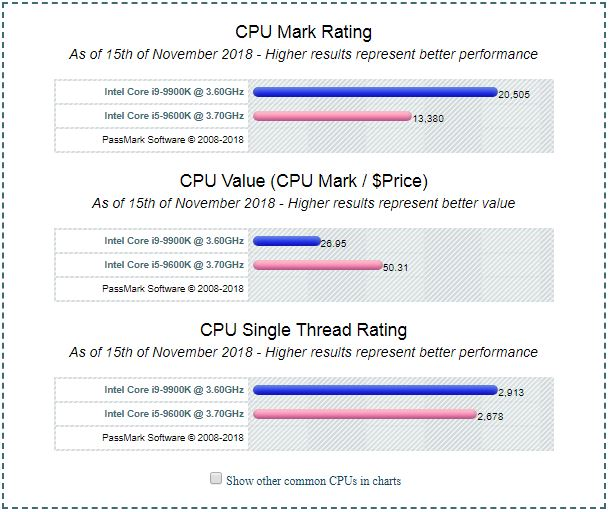 CPU Mark Rating
As of 15th of November 2018 - Higher results represent better performance
Intel Core i9-9900K @ 3.60GHz 20,505
Intel Core i5-9600K @ 3.70GHz 13,380
PassMark Software © 2008-2018
CPU Value (CPU Mark / $Price)
As of 15th of November 2018 - Higher results represent better value
Intel Core i9-9900K @ 3.60GHz 26.95
Intel Core i5-9600K @ 3.70GHz 50.31
PassMark Software © 2008-2018
CPU Single Thread Rating
As of 15th of November 2018 - Higher results represent better performance
Intel Core i9-9900K @ 3.60GHz 2,913
Intel Core i5-9600K @ 3.70GHz 2,678
PassMark Software © 2008-2018
Show other common CPUs in charts